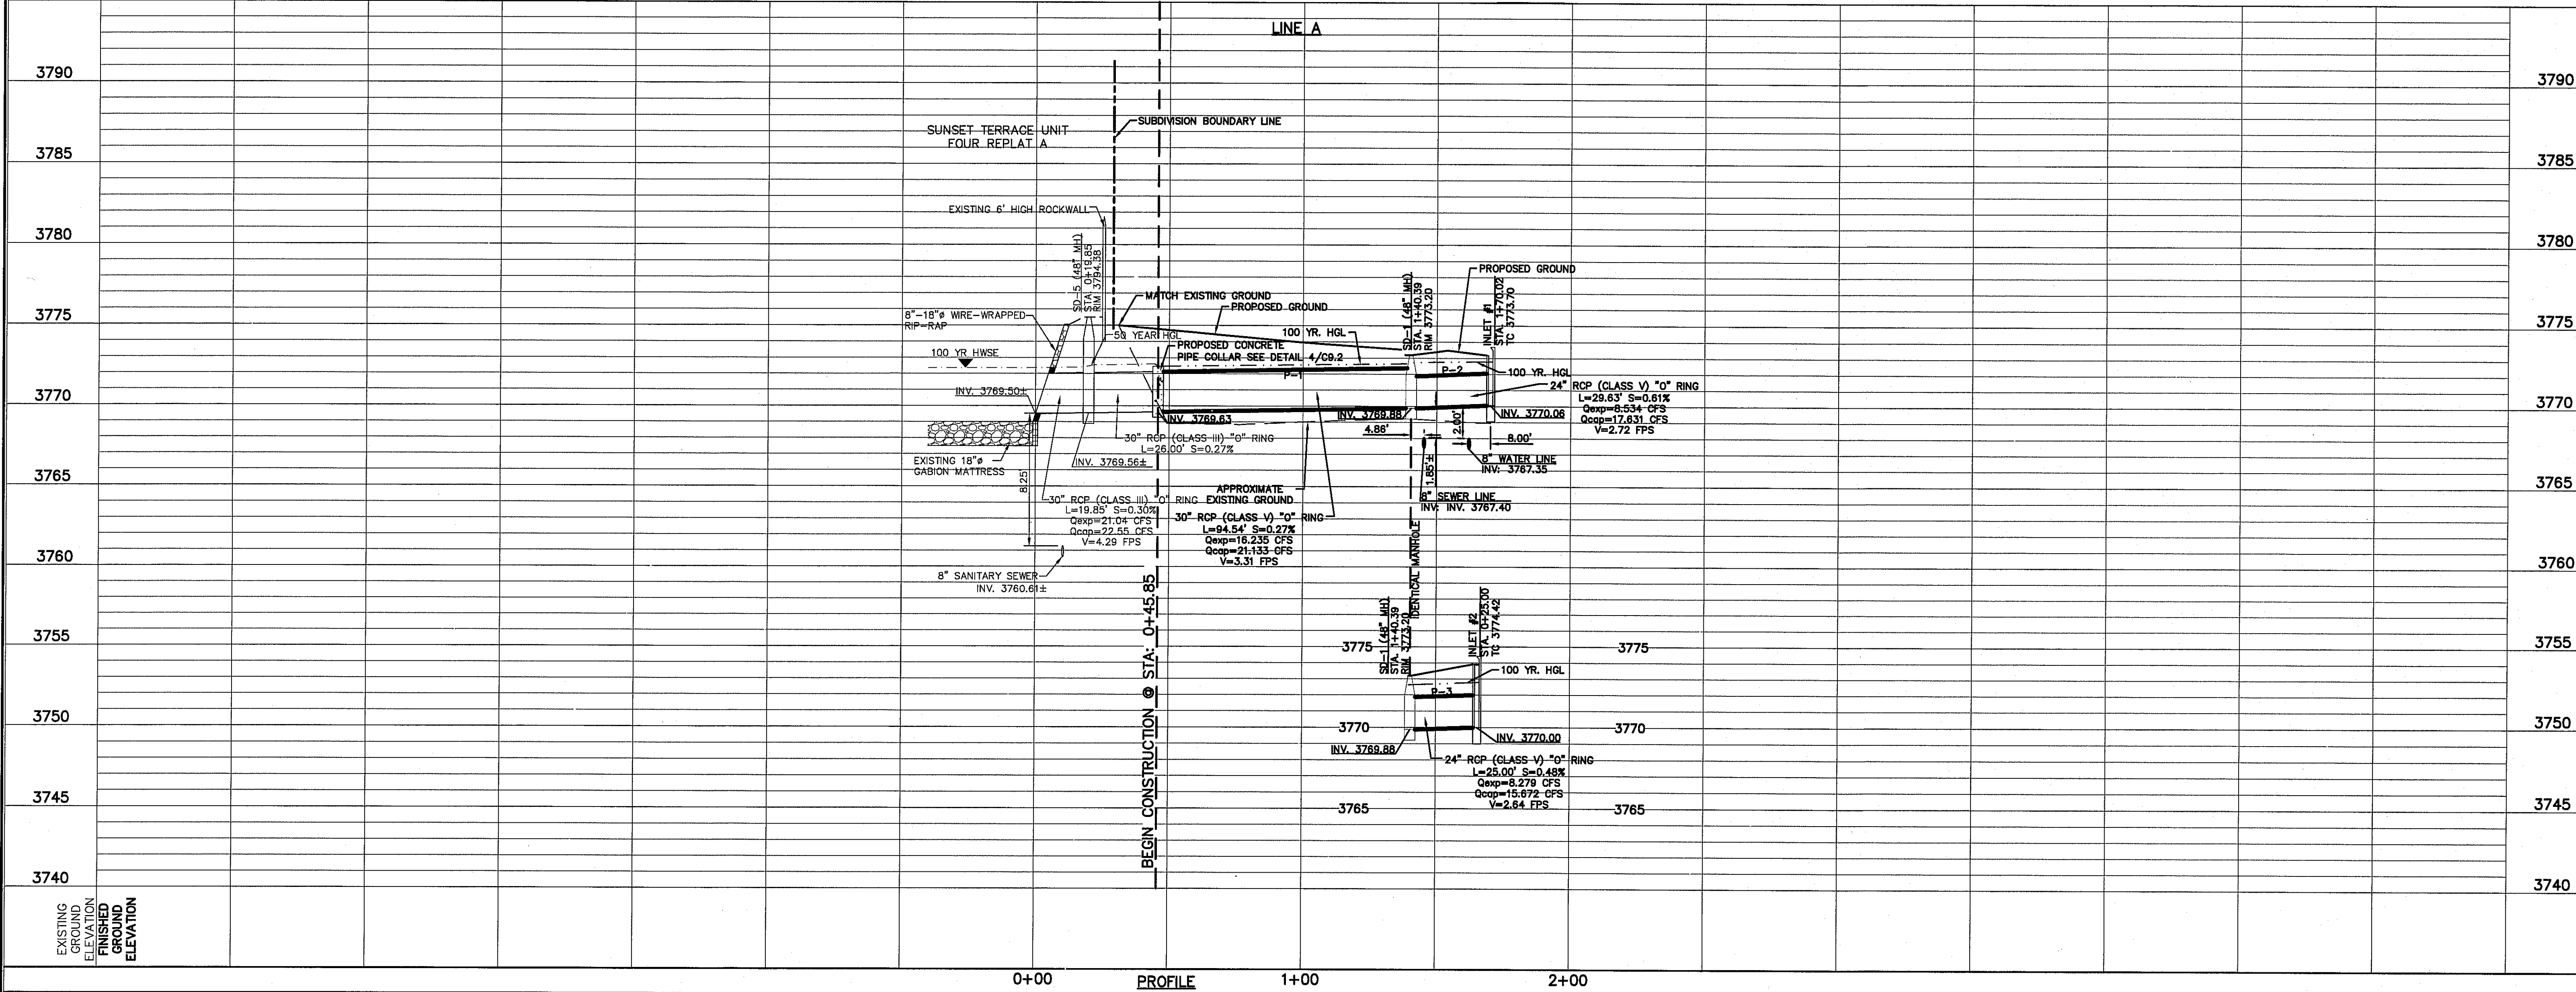 LINE A
3790
3790
SUBDIVISION BOUNDARY LINE
SUNSET TERRACE UNIT
FOUR REPLAT A
3785
3785
EXISTING 6' HIGH ROCKWALL
3780
3780
SD-5 (48" MH)
STA. 0+19.85
RIM 3794.38
PROPOSED GROUND
MATCH EXISTING GROUND
PROPOSED GROUND
SD-1 (48" MH)
STA. 1+40.39
RIM 3773.20
INLET #1
STA. 1+70.02
TC 3773.70
8"-18"ø WIRE-WRAPPED
RIP-RAP
3775
3775
50 YEAR HGL
100 YR. HGL
PROPOSED CONCRETE
PIPE COLLAR SEE DETAIL 4/C9.2
100 YR HWSE
P-1
P-2
100 YR. HGL
24" RCP (CLASS V) "O" RING
L=29.63' S=0.61%
Qexp=8.534 CFS
Qcap=17.631 CFS
V=2.72 FPS
INV. 3769.50±
3770
3770
INV. 3769.63
INV. 3769.88
INV. 3770.06
4.86'
2.00'
8.00'
30" RCP (CLASS III) "O" RING
L=26.00' S=0.27%
EXISTING 18"ø
GABION MATTRESS
INV. 3769.56±
8" WATER LINE
INV: 3767.35
1.85'±
8.25'
3765
3765
APPROXIMATE
EXISTING GROUND
8" SEWER LINE
INV: INV. 3767.40
30" RCP (CLASS III) "O" RING
L=19.85' S=0.30%
Qexp=21.04 CFS
Qcap=22.55 CFS
V=4.29 FPS
30" RCP (CLASS V) "O" RING
L=94.54' S=0.27%
Qexp=16.235 CFS
Qcap=21.133 CFS
V=3.31 FPS
3760
3760
8" SANITARY SEWER
INV. 3760.61±
BEGIN CONSTRUCTION @ STA: 0+45.85
IDENTICAL MANHOLE
SD-1 (48" MH)
STA. 1+40.39
RIM 3773.20
INLET #2
STA. 0+25.00
TC 3774.42
3755
3775
3775
3755
100 YR. HGL
P-3
3750
3770
3770
3750
INV. 3769.88
INV. 3770.00
24" RCP (CLASS V) "O" RING
L=25.00' S=0.48%
Qexp=8.279 CFS
Qcap=15.672 CFS
V=2.64 FPS
3745
3765
3765
3745
3740
3740
EXISTING
GROUND
ELEVATION
FINISHED
GROUND
ELEVATION
0+00
PROFILE
1+00
2+00